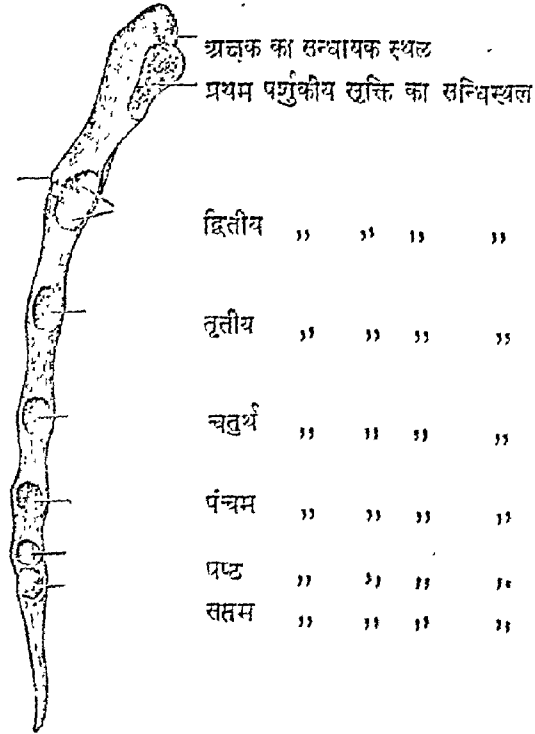 अक्षक का सन्धायक स्थल
प्रथम पर्शुकीय सृक्ति का सन्धिस्थल
द्वितीय ,, ,, ,, ,,
तृतीय ,, ,, ,, ,,
चतुर्थ ,, ,, ,, ,,
पंचम ,, ,, ,, ,,
षष्ठ ,, ,, ,, ,,
सप्तम ,, ,, ,, ,,